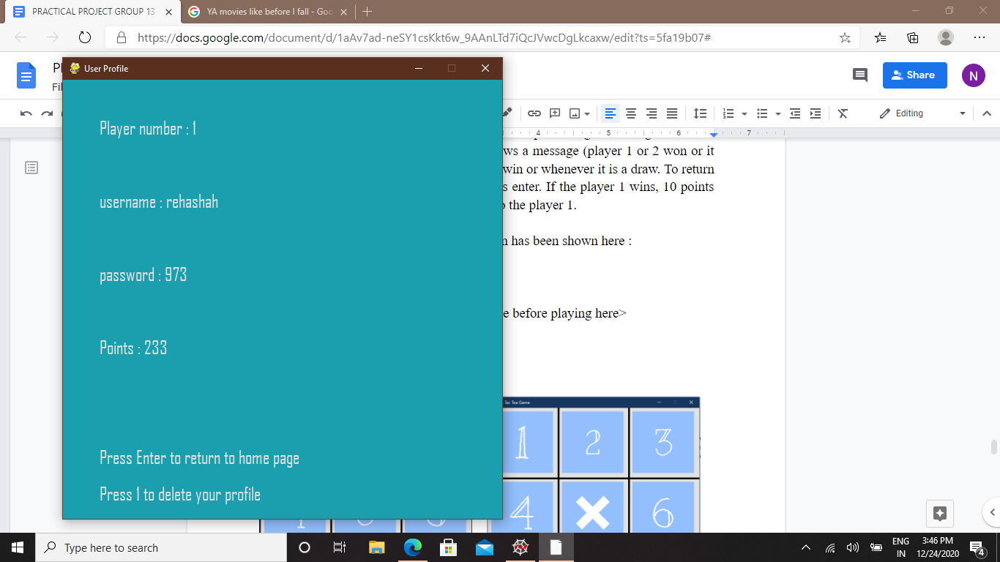 PRACTICAL PROJECT GROUP 13
YA movies like before I fall - Goo
https://docs.google.com/document/d/1aAv7ad-neSY1csKkt6w_9AAnLTd7iQcJVwcDgLkcaxw/edit?ts=5fa19b07#
User Profile
Share
N
Editing
4 5 6 7
Player number : 1
username : rehashah
password : 973
Points : 233
Press Enter to return to home page
Press 1 to delete your profile
ws a message (player 1 or 2 won or it
win or whenever it is a draw. To return
s enter. If the player 1 wins, 10 points
the player 1.
has been shown here :
e before playing here>
Tac Toe Game
1 2 3
4 6
Type here to search
ENG
IN
3:46 PM
12/24/2020
4